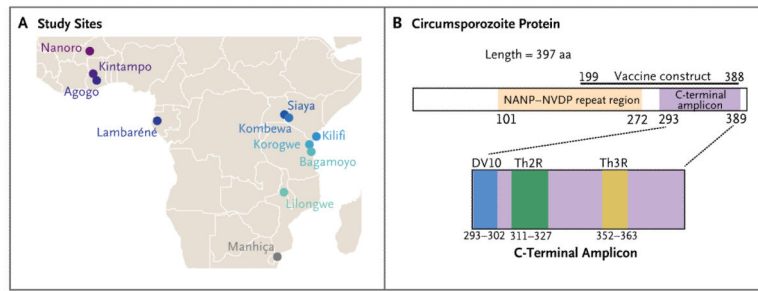 A Study Sites
Nanoro
Kintampo
Agogo
Lambaréné
Siaya
Kombewa
Kilifi
Korogwe
Bagamoyo
Lilongwe
Manhiça
B Circumsporozoite Protein
Length = 397 aa
199 Vaccine construct 388
NANP–NVDP repeat region
C-terminal
amplicon
101 272 293 389
DV10 Th2R Th3R
293–302 311–327 352–363
C-Terminal Amplicon